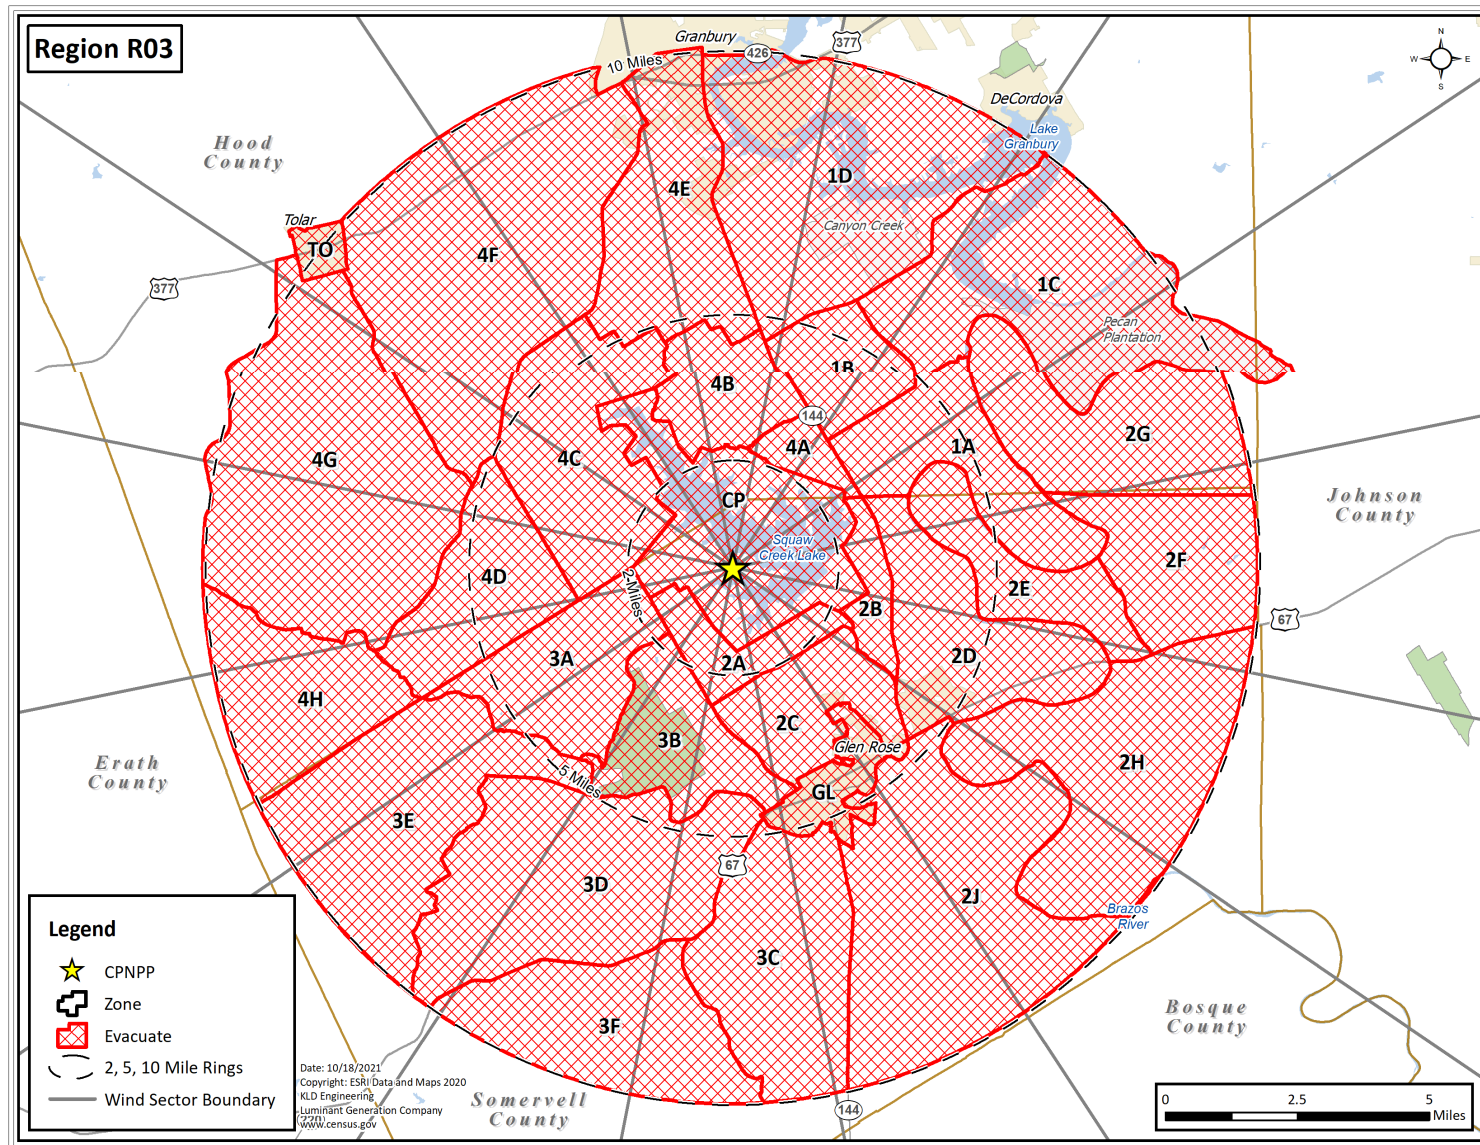 Region R03
Granbury
426
377
N
W
E
S
10 Miles
DeCordova
Lake
Granbury
Hood
County
4E
1D
Tolar
TO
Canyon Creek
4F
377
1C
Pecan
Plantation
1B
4B
144
2G
4A
1A
4G
4C
CP
Johnson
County
Squaw
Creek Lake
2F
4D
2 Miles
2E
2B
67
3A
2A
2D
4H
2C
3B
Glen Rose
Erath
County
5 Miles
2H
GL
3E
67
3D
2J
Brazos
River
3C
Bosque
County
3F
Legend
CPNPP
Zone
Evacuate
2, 5, 10 Mile Rings
Wind Sector Boundary
220
Date: 10/18/2021
Copyright: ESRI Data and Maps 2020
KLD Engineering
Luminant Generation Company
www.census.gov
Somervell
County
144
0
2.5
5
Miles